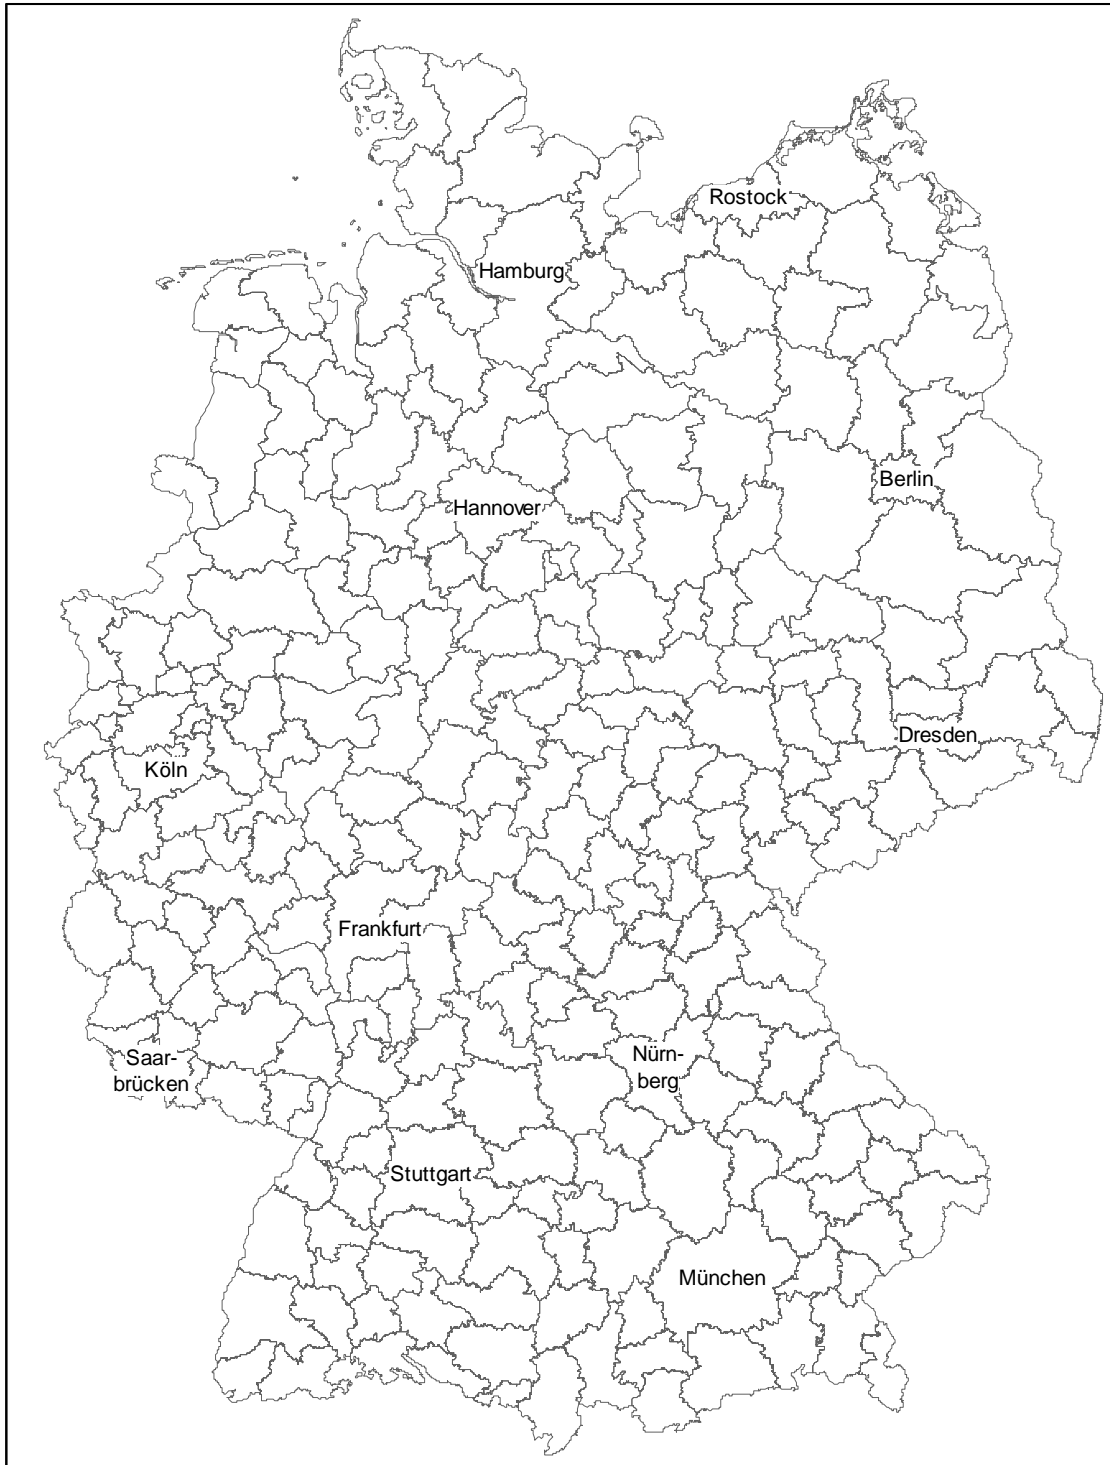 Rostock
Hamburg
Berlin
Hannover
Dresden
Köln
Frankfurt
Saar-
brücken
Nürn-
berg
Stuttgart
München